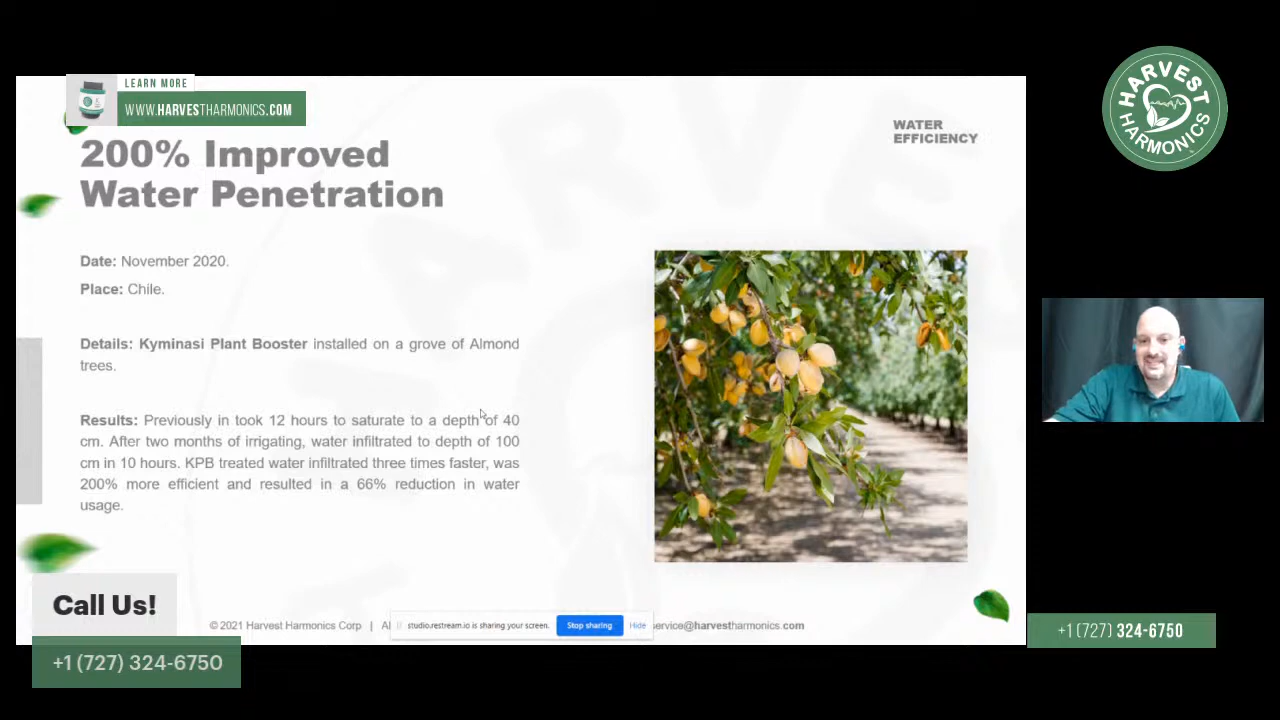 LEARN MORE
WWW.HARVESTHARMONICS.COM
HARVEST
HARMONICS
WATER
EFFICIENCY
200% Improved
Water Penetration
Date: November 2020.
Place: Chile.
Details: Kyminasi Plant Booster installed on a grove of Almond
trees.
Results: Previously in took 12 hours to saturate to a depth of 40
cm. After two months of irrigating, water infiltrated to depth of 100
cm in 10 hours. KPB treated water infiltrated three times faster, was
200% more efficient and resulted in a 66% reduction in water
usage.
Call Us!
+1 (727) 324-6750
© 2021 Harvest Harmonics Corp |
studio.restream.io is sharing your screen. Stop sharing Hide
service@harvestharmonics.com
+1 (727) 324-6750